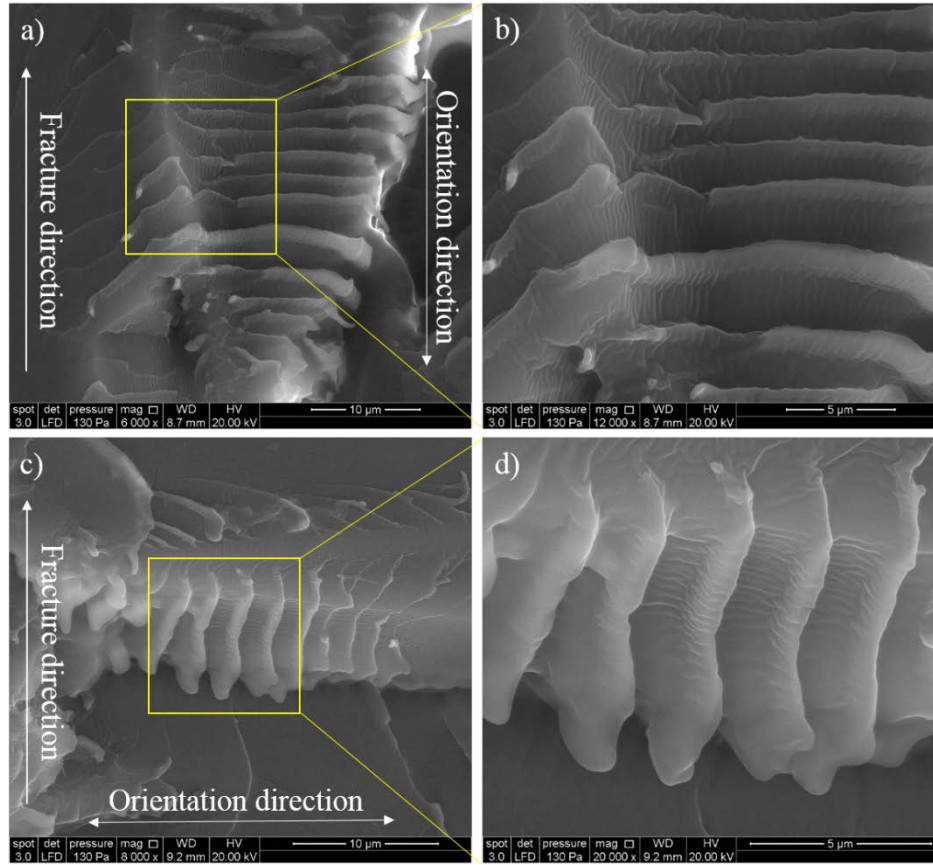 a)
Fracture direction
Orientation direction
spot det pressure mag □ WD HV
3.0 LFD 130 Pa 6 000 x 8.7 mm 20.00 kV
10 µm
b)
spot det pressure mag □ WD HV
3.0 LFD 130 Pa 12 000 x 8.7 mm 20.00 kV
5 µm
c)
Fracture direction
Orientation direction
spot det pressure mag □ WD HV
3.0 LFD 130 Pa 8 000 x 9.2 mm 20.00 kV
10 µm
d)
spot det pressure mag □ WD HV
3.0 LFD 130 Pa 20 000 x 9.2 mm 20.00 kV
5 µm